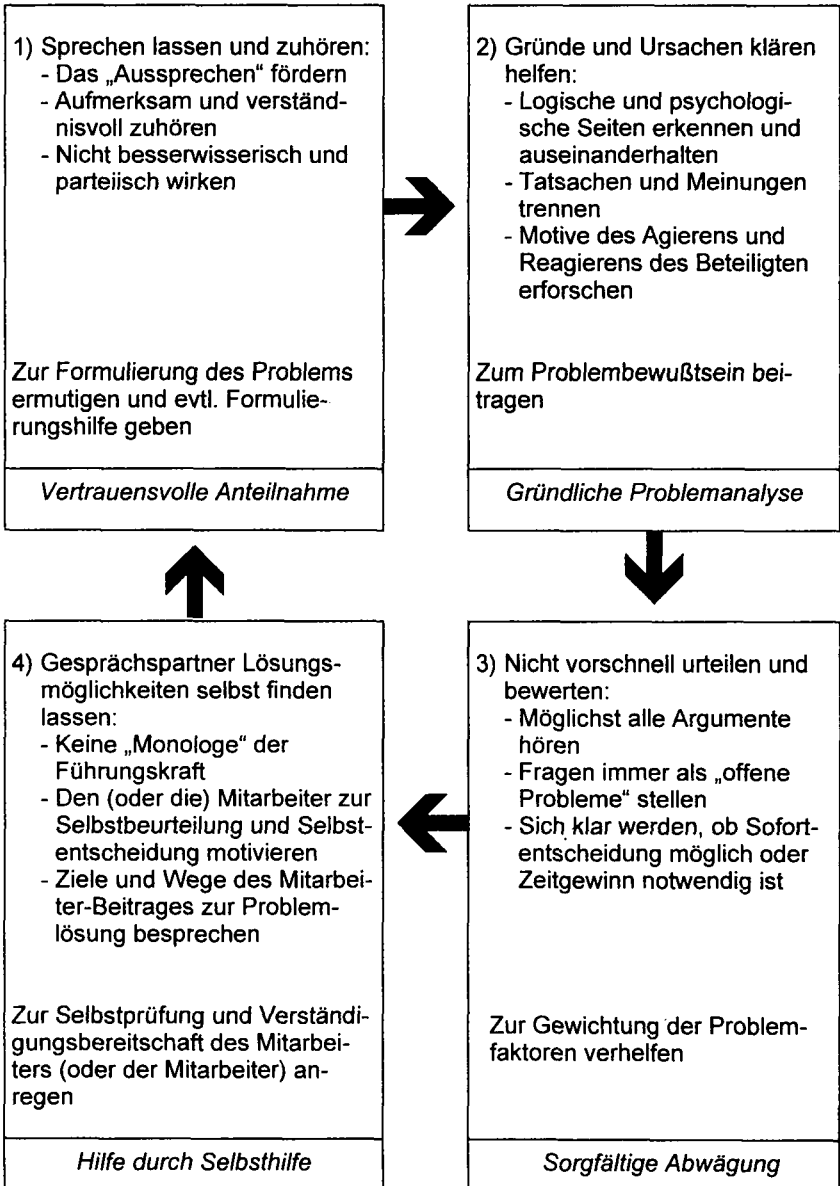 1) Sprechen lassen und zuhören:
- Das „Aussprechen“ fördern
- Aufmerksam und verständ-
nisvoll zuhören
- Nicht besserwisserisch und
parteiisch wirken
Zur Formulierung des Problems
ermutigen und evtl. Formulie-
rungshilfe geben
Vertrauensvolle Anteilnahme
2) Gründe und Ursachen klären
helfen:
- Logische und psychologi-
sche Seiten erkennen und
auseinanderhalten
- Tatsachen und Meinungen
trennen
- Motive des Agierens und
Reagierens des Beteiligten
erforschen
Zum Problembewußtsein bei-
tragen
Gründliche Problemanalyse
3) Nicht vorschnell urteilen und
bewerten:
- Möglichst alle Argumente
hören
- Fragen immer als „offene
Probleme“ stellen
- Sich klar werden, ob Sofort-
entscheidung möglich oder
Zeitgewinn notwendig ist
Zur Gewichtung der Problem-
faktoren verhelfen
Sorgfältige Abwägung
4) Gesprächspartner Lösungs-
möglichkeiten selbst finden
lassen:
- Keine „Monologe“ der
Führungskraft
- Den (oder die) Mitarbeiter zur
Selbstbeurteilung und Selbst-
entscheidung motivieren
- Ziele und Wege des Mitarbei-
ter-Beitrages zur Problem-
lösung besprechen
Zur Selbstprüfung und Verständi-
gungsbereitschaft des Mitarbei-
ters (oder der Mitarbeiter) an-
regen
Hilfe durch Selbsthilfe